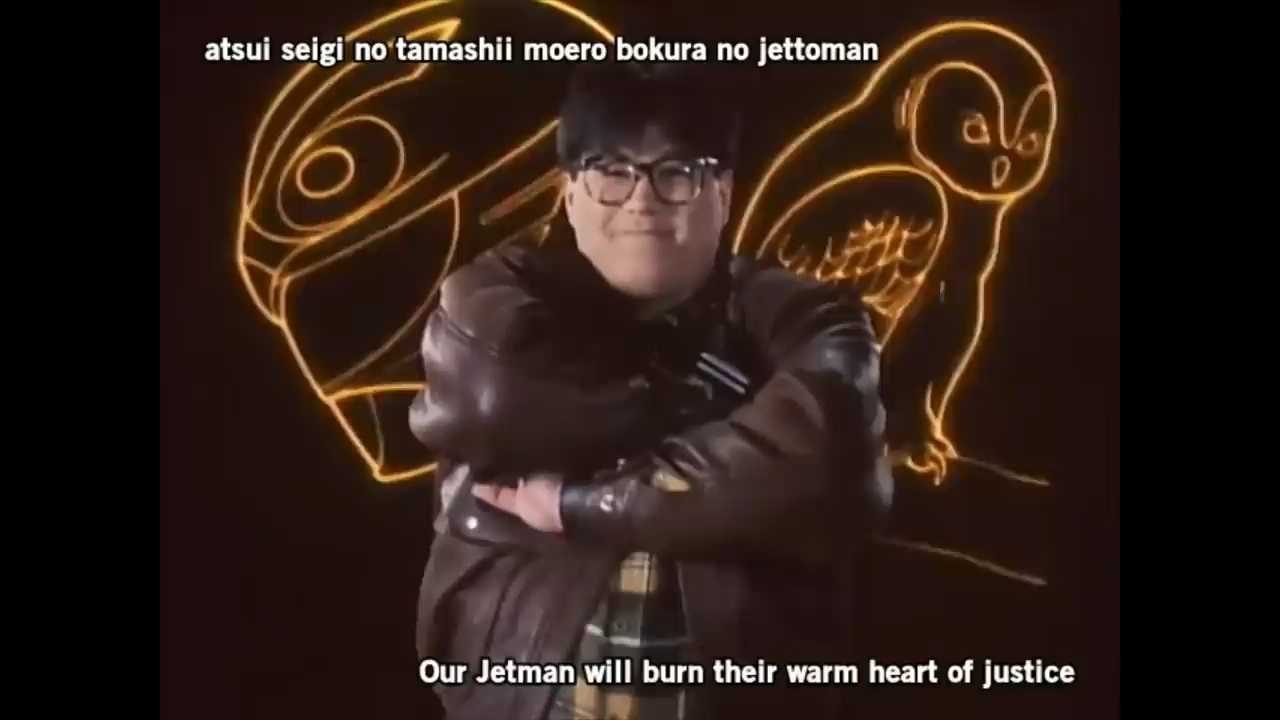 atsui seigi no tamashii moero bokura no jettoman
Our Jetman will burn their warm heart of justice